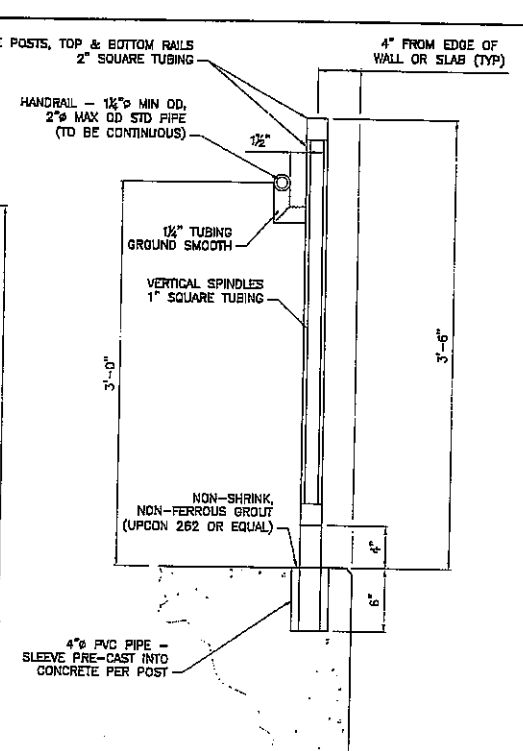 E POSTS, TOP & BOTTOM RAILS
2" SQUARE TUBING
4" FROM EDGE OF
WALL OR SLAB (TYP)
HANDRAIL – 1¼"ø MIN OD,
2"ø MAX OD STD PIPE
(TO BE CONTINUOUS)
1½"
1¼" TUBING
GROUND SMOOTH
VERTICAL SPINDLES
1" SQUARE TUBING
3'-0"
3'-6"
NON-SHRINK,
NON-FERROUS GROUT
(UPCON 262 OR EQUAL)
4"
6"
4"ø PVC PIPE –
SLEEVE PRE-CAST INTO
CONCRETE PER POST